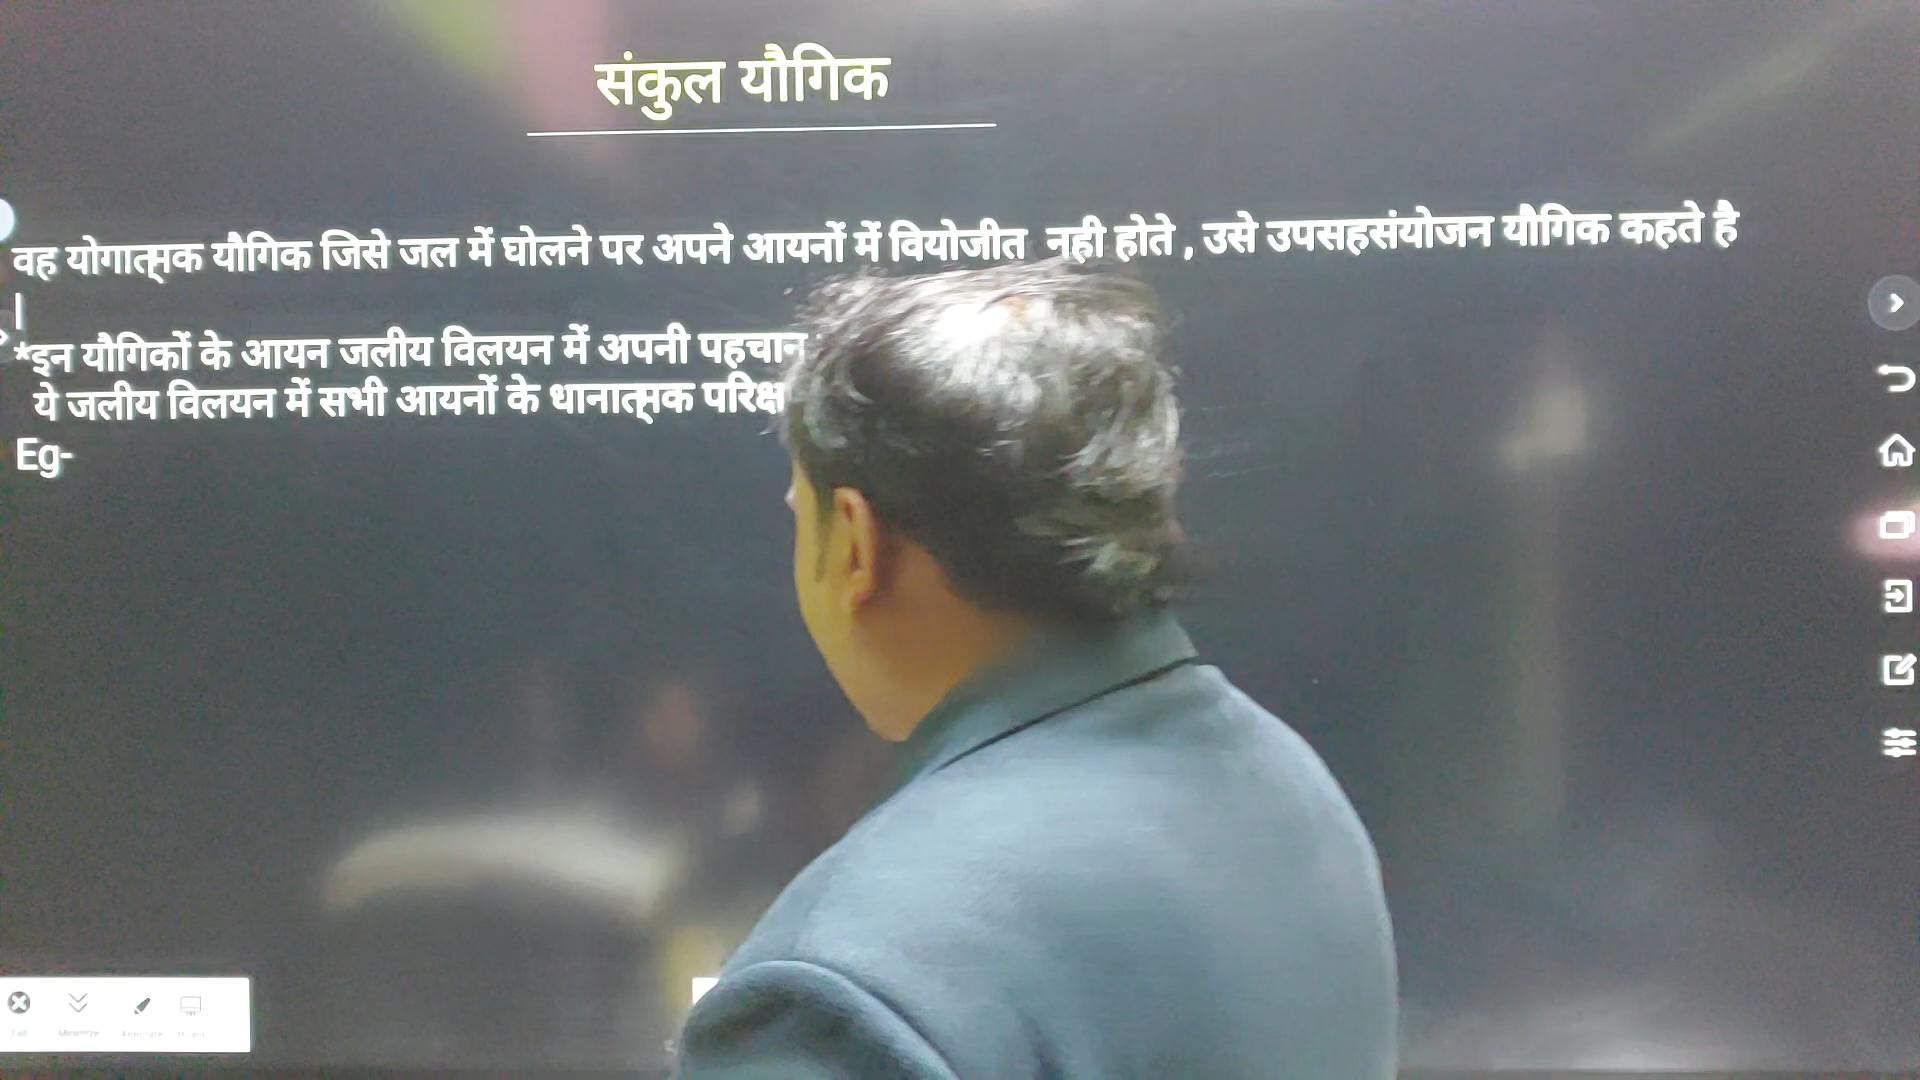 संकुल यौगिक
वह योगात्मक यौगिक जिसे जल में घोलने पर अपने आयनों में वियोजीत नही होते , उसे उपसहसंयोजन यौगिक कहते है
|
*इन यौगिकों के आयन जलीय विलयन में अपनी पहचान
ये जलीय विलयन में सभी आयनों के धानात्मक
Eg-
Minimize